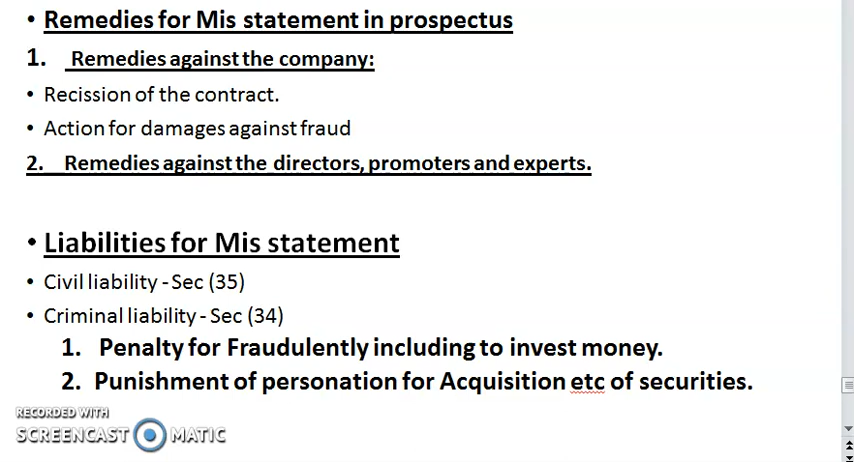 • Remedies for Mis statement in prospectus
1. Remedies against the company:
• Recission of the contract.
• Action for damages against fraud
2. Remedies against the directors, promoters and experts.
• Liabilities for Mis statement
• Civil liability - Sec (35)
• Criminal liability - Sec (34)
1. Penalty for Fraudulently including to invest money.
2. Punishment of personation for Acquisition etc of securities.
RECORDED WITH
SCREENCAST MATIC